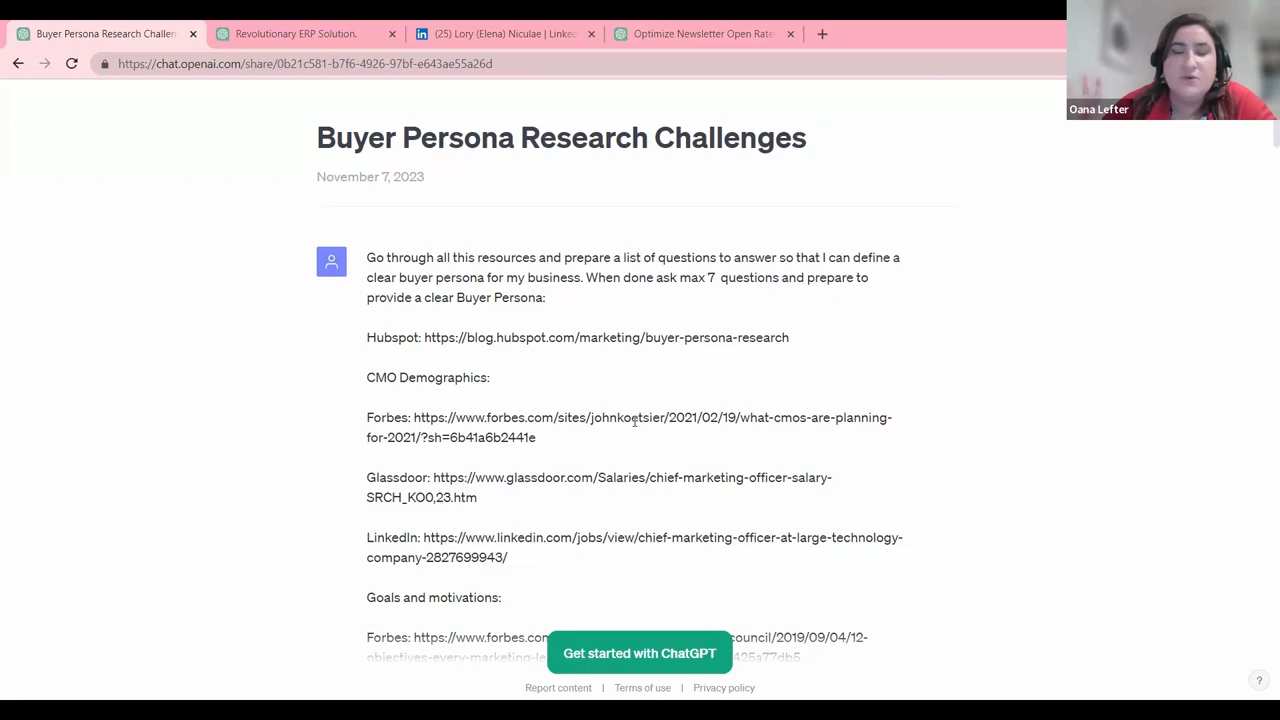 Buyer Persona Research Challen
Revolutionary ERP Solution.
(25) Lory (Elena) Niculae | Linke
Optimize Newsletter Open Rate
https://chat.openai.com/share/0b21c581-b7f6-4926-97bf-e643ae55a26d
Oana Lefter
Buyer Persona Research Challenges
November 7, 2023
Go through all this resources and prepare a list of questions to answer so that I can define a
clear buyer persona for my business. When done ask max 7 questions and prepare to
provide a clear Buyer Persona:
Hubspot: https://blog.hubspot.com/marketing/buyer-persona-research
CMO Demographics:
Forbes: https://www.forbes.com/sites/johnkoetsier/2021/02/19/what-cmos-are-planning-
for-2021/?sh=6b41a6b2441e
Glassdoor: https://www.glassdoor.com/Salaries/chief-marketing-officer-salary-
SRCH_KO0,23.htm
LinkedIn: https://www.linkedin.com/jobs/view/chief-marketing-officer-at-large-technology-
company-2827699943/
Goals and motivations:
Forbes: https://www.forbes.com council/2019/09/04/12-
objectives-every-marketing-le 425a77db5
Get started with ChatGPT
Report content | Terms of use | Privacy policy
?